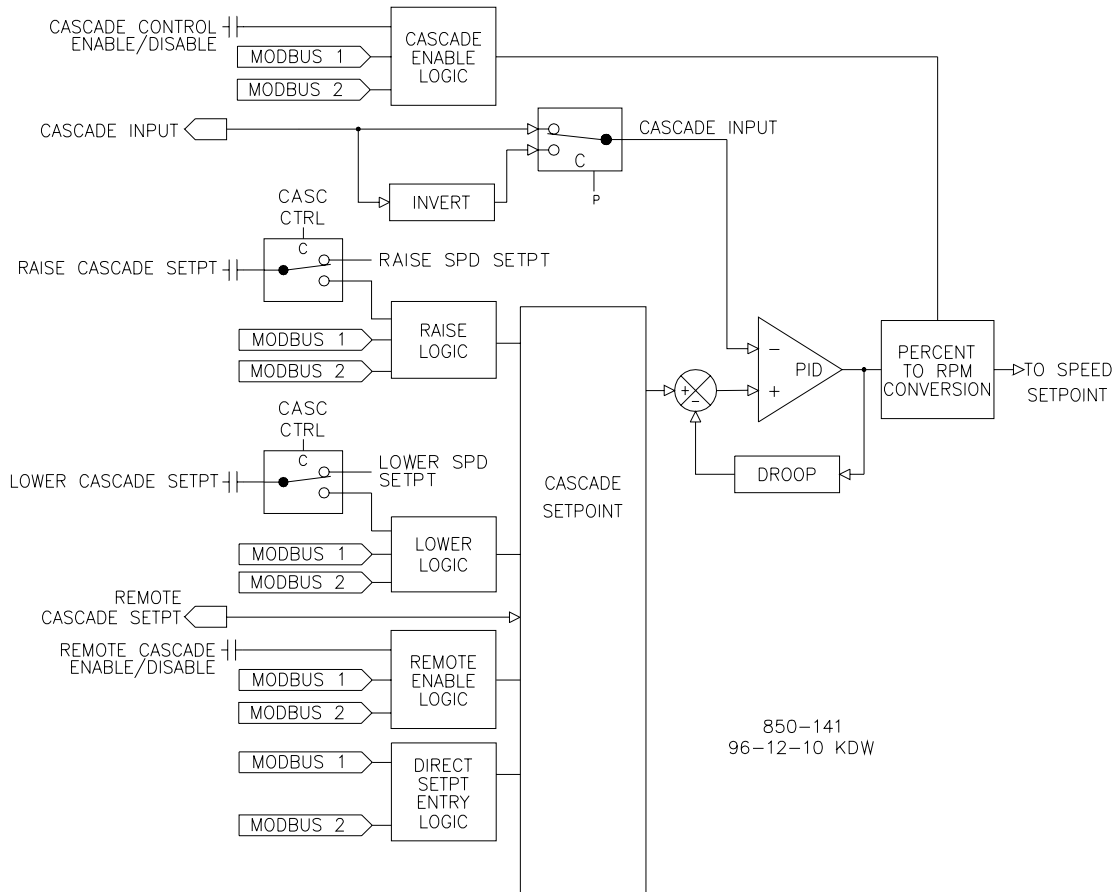 CASCADE CONTROL
ENABLE/DISABLE
MODBUS 1
MODBUS 2
CASCADE
ENABLE
LOGIC
CASCADE INPUT
INVERT
C
P
CASCADE INPUT
CASC
CTRL
C
RAISE CASCADE SETPT
RAISE SPD SETPT
MODBUS 1
MODBUS 2
RAISE
LOGIC
CASC
CTRL
C
LOWER CASCADE SETPT
LOWER SPD
SETPT
MODBUS 1
MODBUS 2
LOWER
LOGIC
REMOTE
CASCADE SETPT
REMOTE CASCADE
ENABLE/DISABLE
MODBUS 1
MODBUS 2
REMOTE
ENABLE
LOGIC
MODBUS 1
MODBUS 2
DIRECT
SETPT
ENTRY
LOGIC
CASCADE
SETPOINT
+
−
−
+
PID
DROOP
PERCENT
TO RPM
CONVERSION
TO SPEED
SETPOINT
850−141
96−12−10 KDW